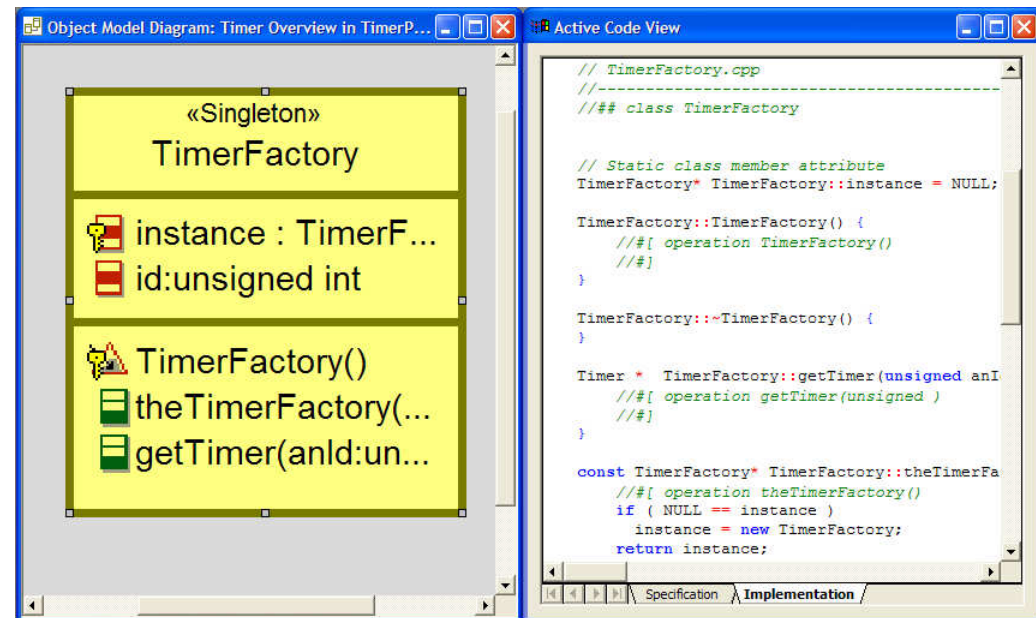 Object Model Diagram: Timer Overview in TimerP...
«Singleton»
TimerFactory
instance : TimerF...
id:unsigned int
TimerFactory()
theTimerFactory(...
getTimer(anId:un...
Active Code View
// TimerFactory.cpp
//------------------------------------------
//## class TimerFactory
// Static class member attribute
TimerFactory* TimerFactory::instance = NULL;
TimerFactory::TimerFactory() {
//#[ operation TimerFactory()
//#]
}
TimerFactory::~TimerFactory() {
}
Timer * TimerFactory::getTimer(unsigned anI
//#[ operation getTimer(unsigned )
//#]
}
const TimerFactory* TimerFactory::theTimerFa
//#[ operation theTimerFactory()
if ( NULL == instance )
instance = new TimerFactory;
return instance;
Specification Implementation